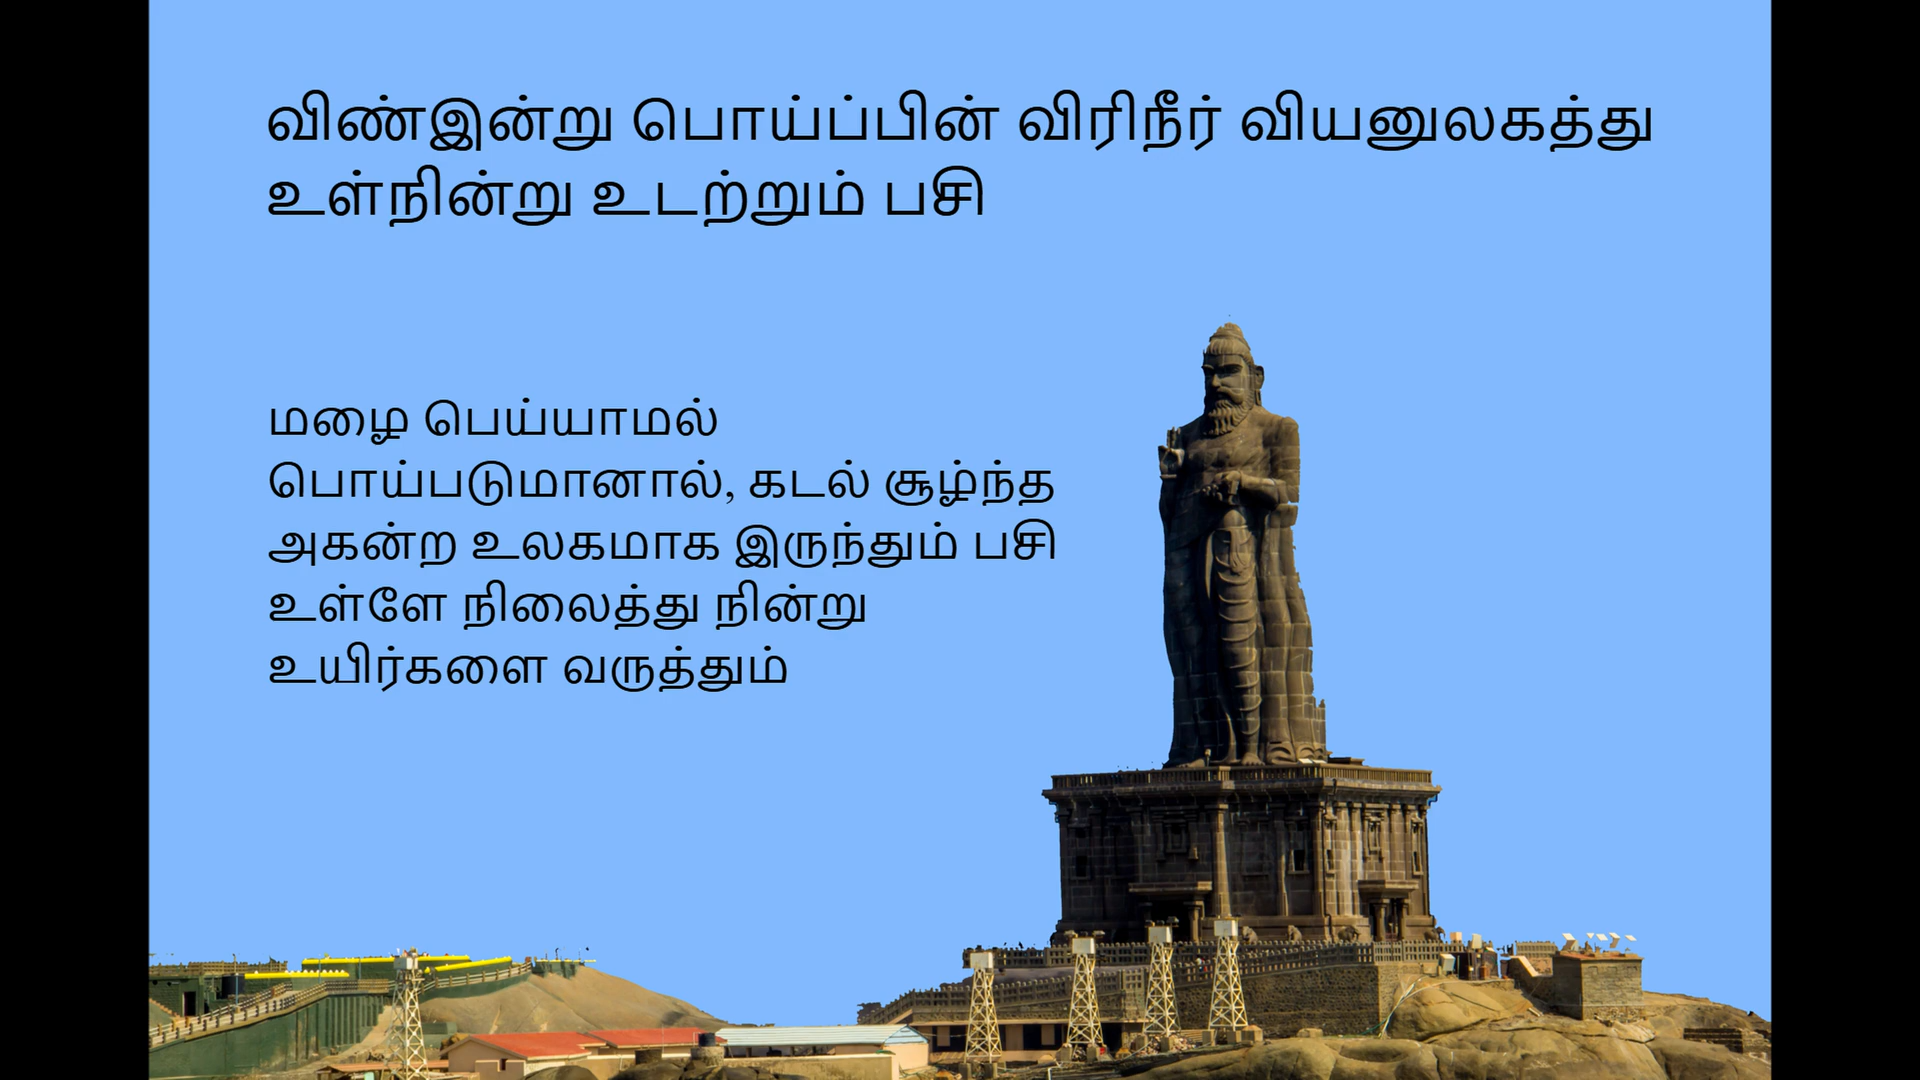 விண்இன்று பொய்ப்பின் விரிநீர் வியனுலகத்து
உள்நின்று உடற்றும் பசி
மழை பெய்யாமல்
பொய்படுமானால், கடல் சூழ்ந்த
அகன்ற உலகமாக இருந்தும் பசி
உள்ளே நிலைத்து நின்று
உயிர்களை வருத்தும்